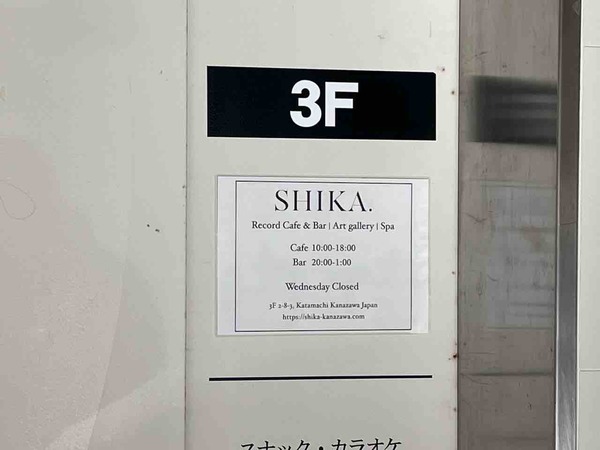 3F
SHIKA.
Record Cafe & Bar | Art gallery | Spa
Cafe 10:00-18:00
Bar 20:00-1:00
Wednesday Closed
3F 2-8-3, Katamachi Kanazawa Japan
https://shika-kanazawa.com
スナック・カラオケ